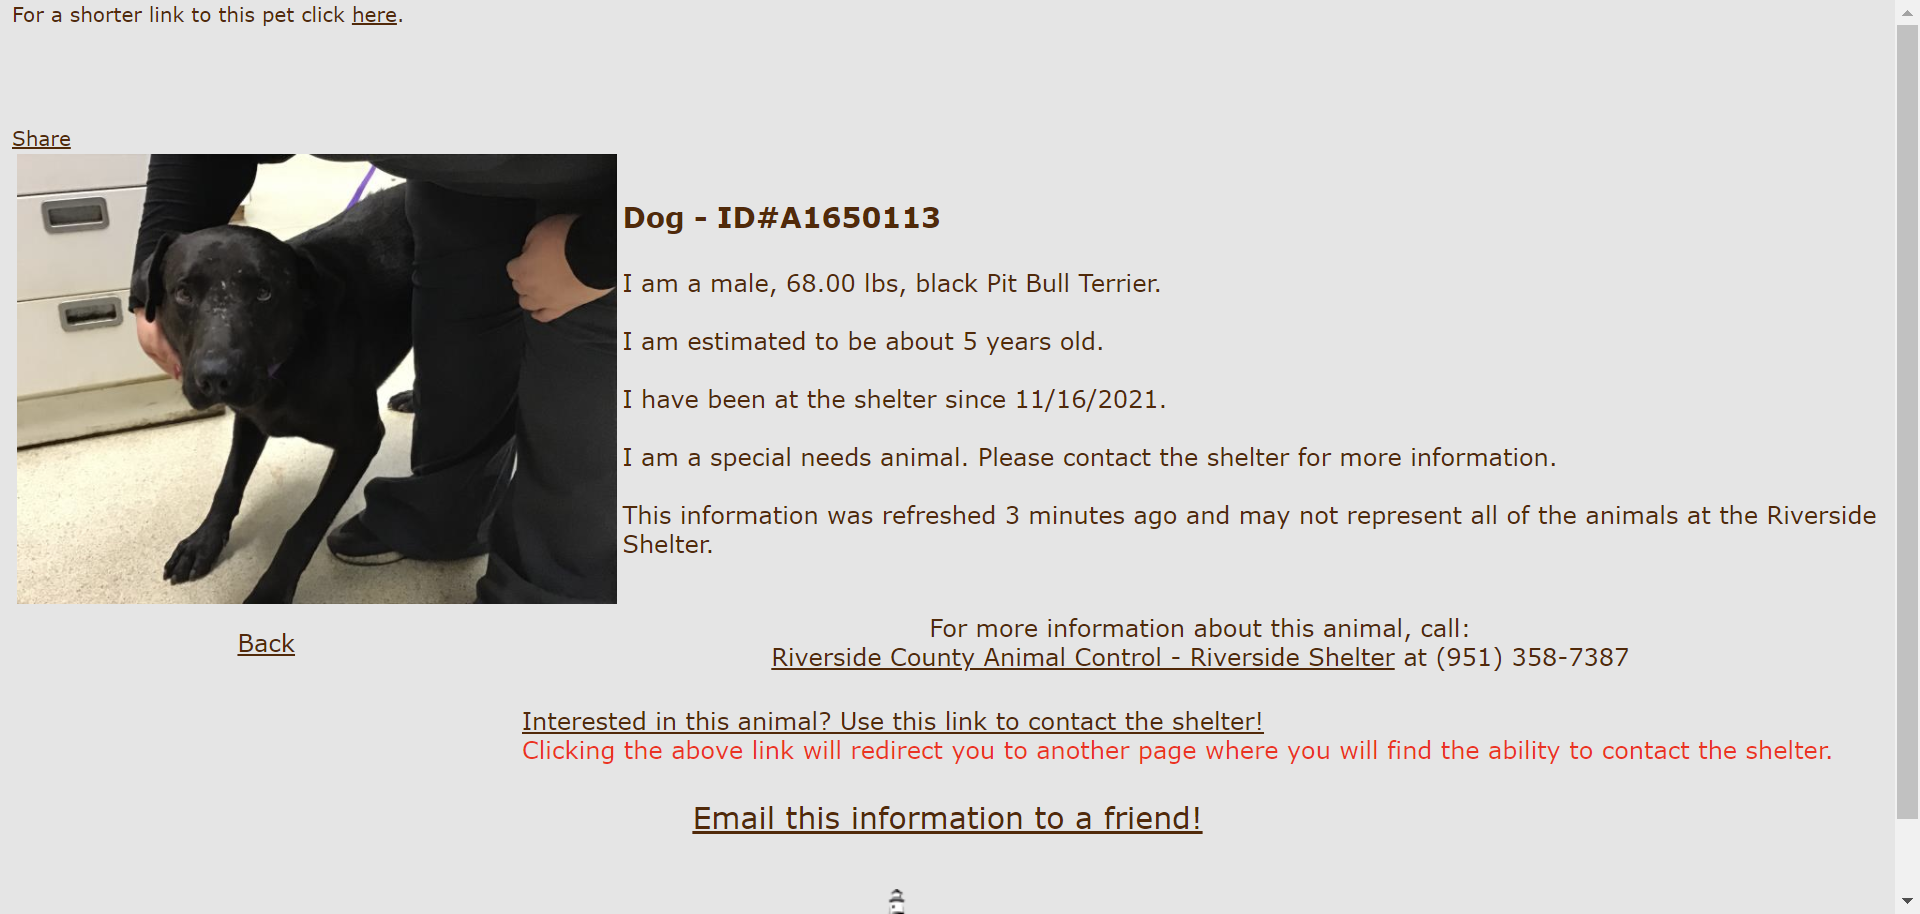 For a shorter link to this pet click here.
Share
Dog - ID#A1650113
I am a male, 68.00 lbs, black Pit Bull Terrier.
I am estimated to be about 5 years old.
I have been at the shelter since 11/16/2021.
I am a special needs animal. Please contact the shelter for more information.
This information was refreshed 3 minutes ago and may not represent all of the animals at the Riverside
Shelter.
Back
For more information about this animal, call:
Riverside County Animal Control - Riverside Shelter at (951) 358-7387
Interested in this animal? Use this link to contact the shelter!
Clicking the above link will redirect you to another page where you will find the ability to contact the shelter.
Email this information to a friend!